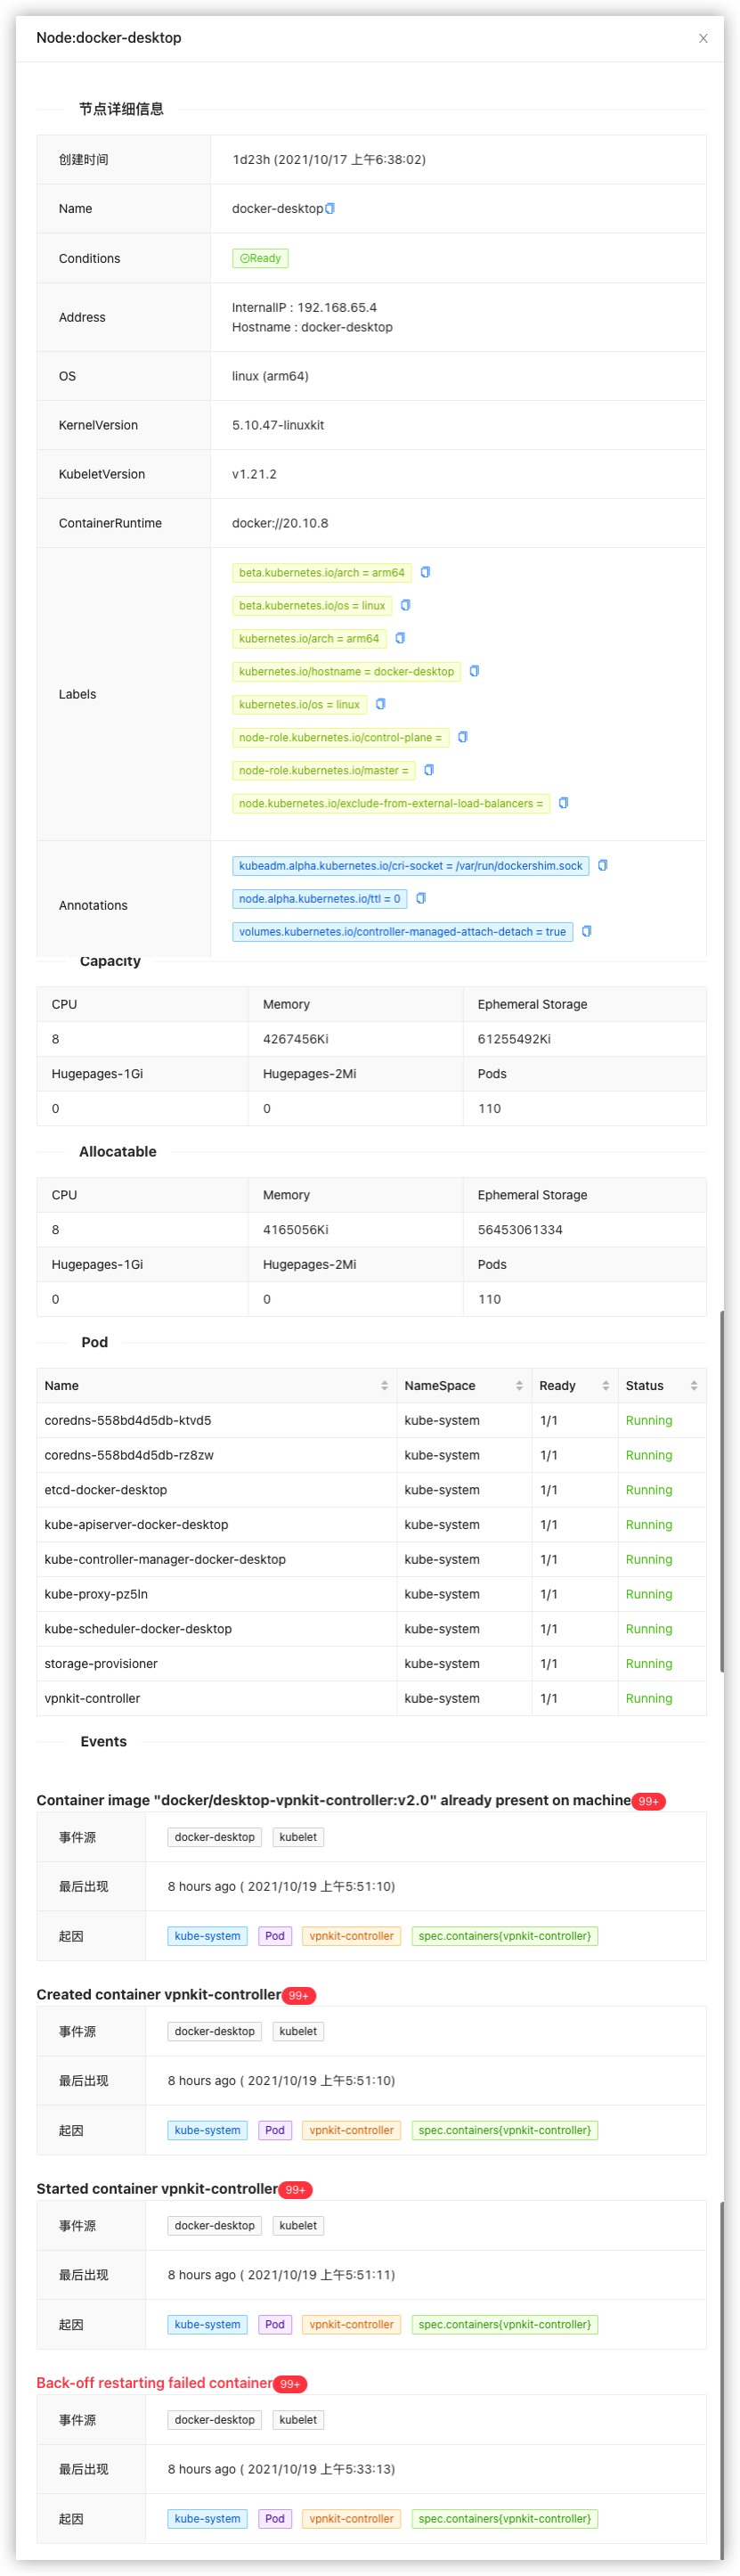 Node:docker-desktop
节点详细信息
创建时间 1d23h (2021/10/17 上午6:38:02)
Name docker-desktop
Conditions Ready
Address InternalIP : 192.168.65.4
Hostname : docker-desktop
OS linux (arm64)
KernelVersion 5.10.47-linuxkit
KubeletVersion v1.21.2
ContainerRuntime docker://20.10.8
Labels
beta.kubernetes.io/arch = arm64
beta.kubernetes.io/os = linux
kubernetes.io/arch = arm64
kubernetes.io/hostname = docker-desktop
kubernetes.io/os = linux
node-role.kubernetes.io/control-plane =
node-role.kubernetes.io/master =
node.kubernetes.io/exclude-from-external-load-balancers =
Annotations
kubeadm.alpha.kubernetes.io/cri-socket = /var/run/dockershim.sock
node.alpha.kubernetes.io/ttl = 0
volumes.kubernetes.io/controller-managed-attach-detach = true
Capacity
CPU Memory Ephemeral Storage
8 4267456Ki 61255492Ki
Hugepages-1Gi Hugepages-2Mi Pods
0 0 110
Allocatable
CPU Memory Ephemeral Storage
8 4165056Ki 56453061334
Hugepages-1Gi Hugepages-2Mi Pods
0 0 110
Pod
Name NameSpace Ready Status
coredns-558bd4d5db-ktvd5 kube-system 1/1 Running
coredns-558bd4d5db-rz8zw kube-system 1/1 Running
etcd-docker-desktop kube-system 1/1 Running
kube-apiserver-docker-desktop kube-system 1/1 Running
kube-controller-manager-docker-desktop kube-system 1/1 Running
kube-proxy-pz5ln kube-system 1/1 Running
kube-scheduler-docker-desktop kube-system 1/1 Running
storage-provisioner kube-system 1/1 Running
vpnkit-controller kube-system 1/1 Running
Events
Container image "docker/desktop-vpnkit-controller:v2.0" already present on machine 99+
事件源 docker-desktop kubelet
最后出现 8 hours ago ( 2021/10/19 上午5:51:10)
起因 kube-system Pod vpnkit-controller spec.containers{vpnkit-controller}
Created container vpnkit-controller 99+
事件源 docker-desktop kubelet
最后出现 8 hours ago ( 2021/10/19 上午5:51:10)
起因 kube-system Pod vpnkit-controller spec.containers{vpnkit-controller}
Started container vpnkit-controller 99+
事件源 docker-desktop kubelet
最后出现 8 hours ago ( 2021/10/19 上午5:51:11)
起因 kube-system Pod vpnkit-controller spec.containers{vpnkit-controller}
Back-off restarting failed container 99+
事件源 docker-desktop kubelet
最后出现 8 hours ago ( 2021/10/19 上午5:33:13)
起因 kube-system Pod vpnkit-controller spec.containers{vpnkit-controller}